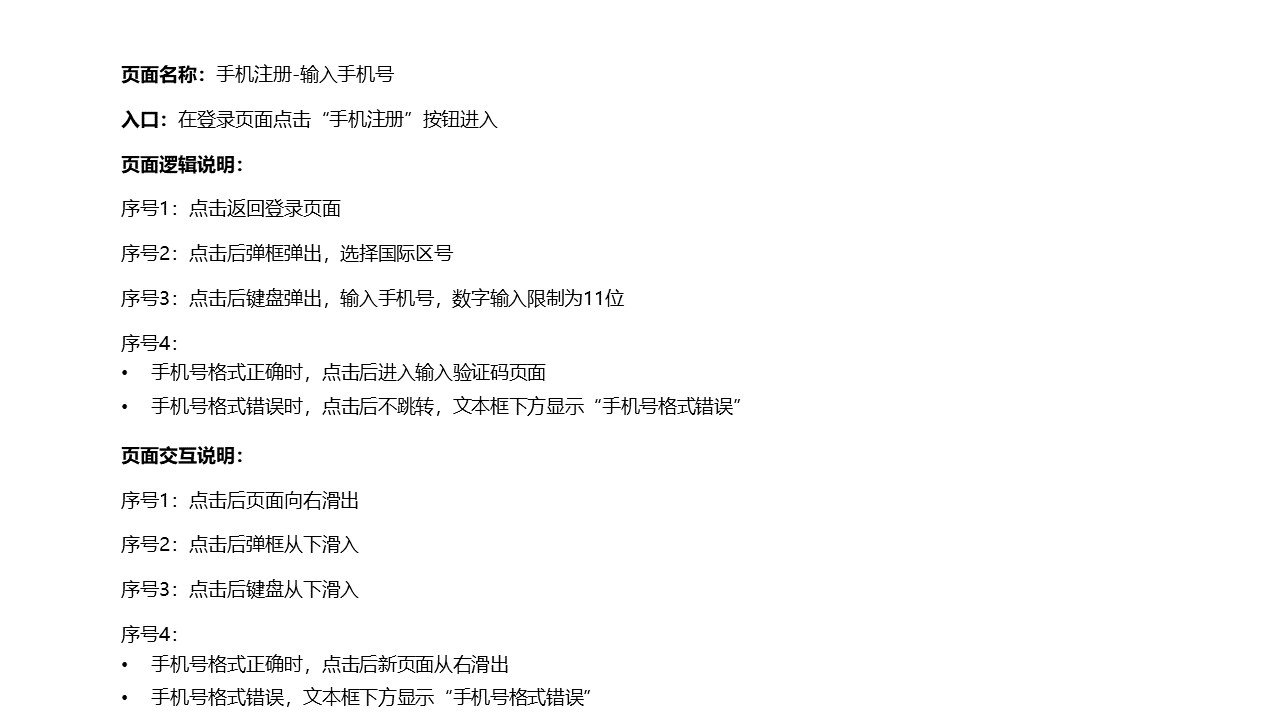 页面名称：手机注册-输入手机号
入口：在登录页面点击“手机注册”按钮进入
页面逻辑说明：
序号1：点击返回登录页面
序号2：点击后弹框弹出，选择国际区号
序号3：点击后键盘弹出，输入手机号，数字输入限制为11位
序号4：
• 手机号格式正确时，点击后进入输入验证码页面
• 手机号格式错误时，点击后不跳转，文本框下方显示“手机号格式错误”
页面交互说明：
序号1：点击后页面向右滑出
序号2：点击后弹框从下滑入
序号3：点击后键盘从下滑入
序号4：
• 手机号格式正确时，点击后新页面从右滑出
• 手机号格式错误，文本框下方显示“手机号格式错误”